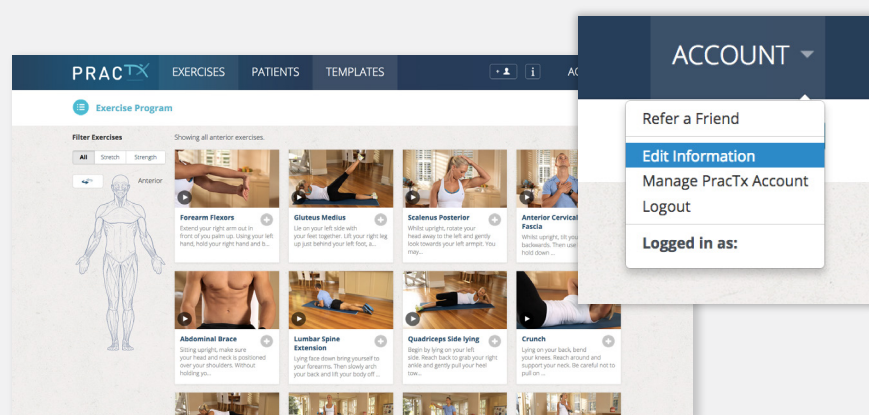 PRACTX
EXERCISES
PATIENTS
TEMPLATES
i
AC
Exercise Program
Filter Exercises
Showing all anterior exercises.
All
Stretch
Strength
Anterior
Forearm Flexors
Extend your right arm out in
front of you palm up. Using your left
hand, hold your right hand and b...
Gluteus Medius
Lie on your left side with
your feet together. Lift your right leg
up just behind your left foot, a...
Scalenus Posterior
Whilst upright, rotate your
head away to the left and gently
look towards your left armpit. You
may...
Anterior Cervical
Fascia
Whilst upright, tilt you
backwards. Then use
hold down ...
Abdominal Brace
Sitting upright, make sure
your head and neck is positioned
over your shoulders. Without
holding yo...
Lumbar Spine
Extension
Lying face down bring yourself to
your forearms. Then slowly arch
your back and lift your body off ...
Quadriceps Side lying
Begin by lying on your left
side. Reach back to grab your right
ankle and gently pull your heel
tow...
Crunch
Lying on your back, bend
your knees. Reach around and
support your neck. Be careful not to
pull on ...
ACCOUNT
Refer a Friend
Edit Information
Manage PracTx Account
Logout
Logged in as: